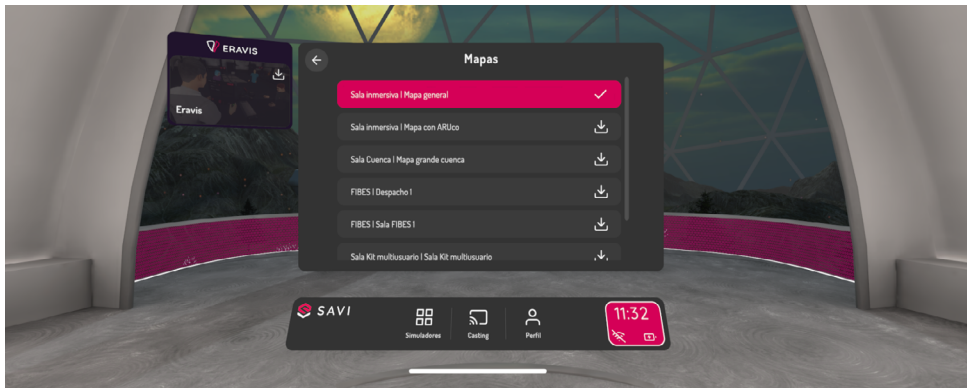 ERAVIS
Eravis
Mapas
Sala inmersiva | Mapa general
Sala inmersiva | Mapa con ARUco
Sala Cuenca | Mapa grande cuenca
FIBES | Despacho 1
FIBES | Sala FIBES 1
Sala Kit multiusuario | Sala Kit multiusuario
SAVI
Simuladores
Casting
Perfil
11:32